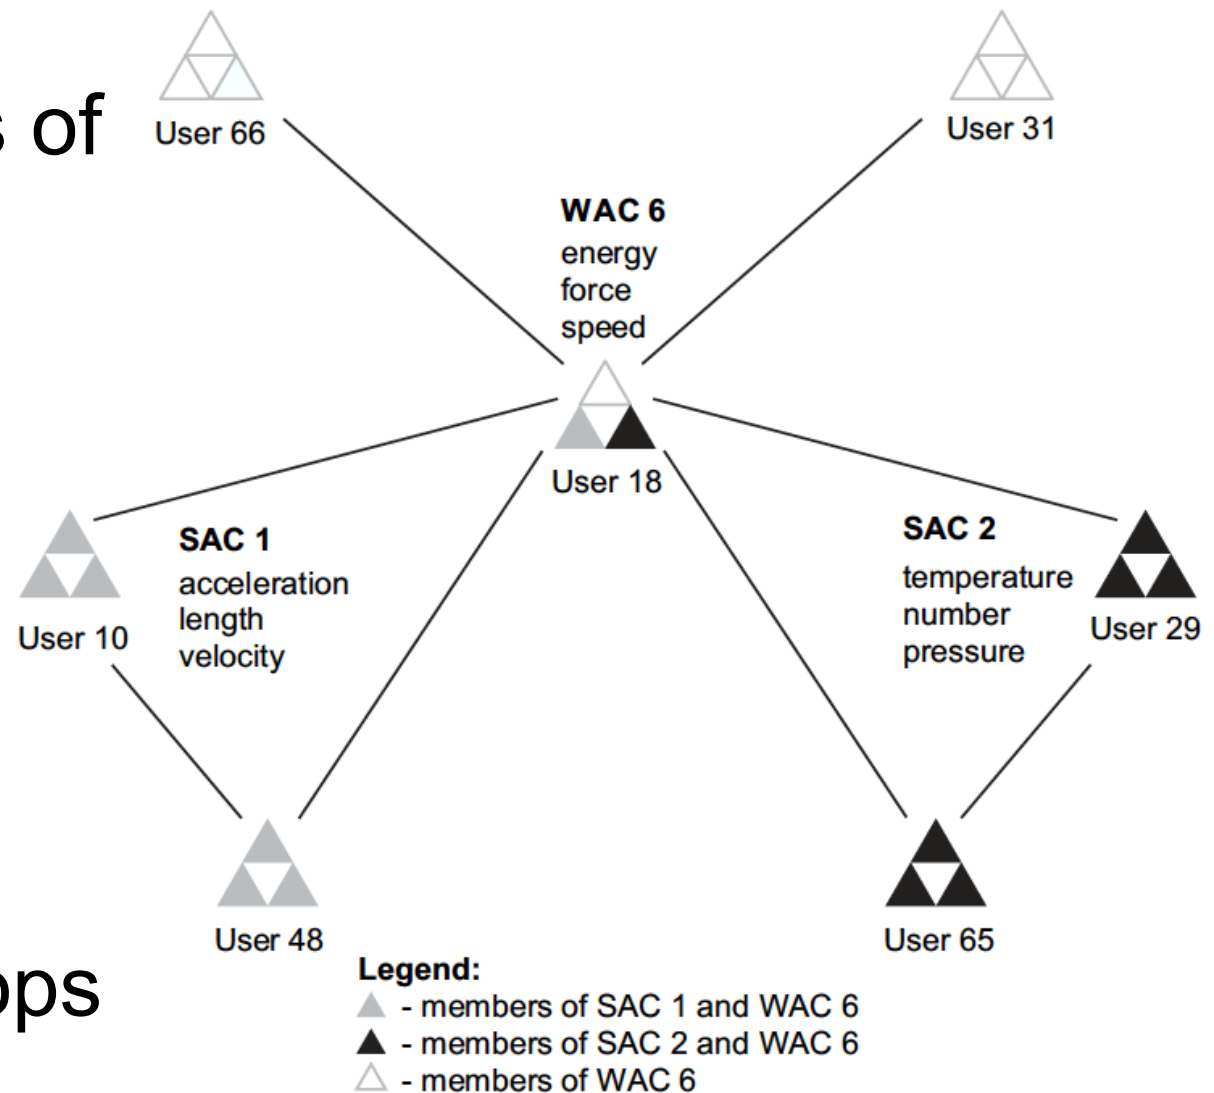 of
User 66
User 31
WAC 6
energy
force
speed
User 18
SAC 1
acceleration
length
velocity
User 10
SAC 2
temperature
number
pressure
User 29
User 48
User 65
ops
Legend:
- members of SAC 1 and WAC 6
- members of SAC 2 and WAC 6
- members of WAC 6